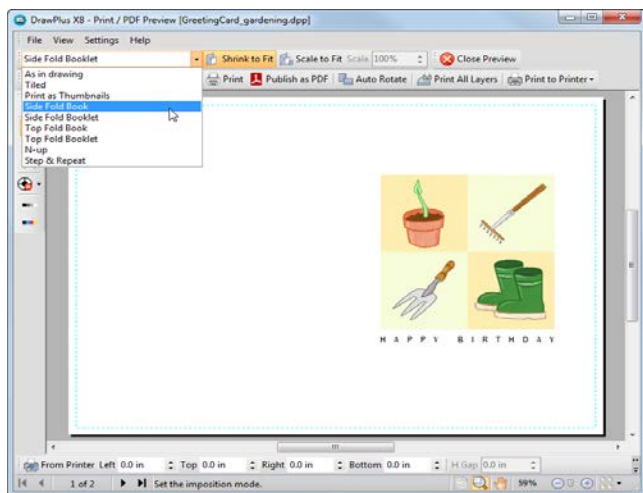 DrawPlus X8 - Print / PDF Preview [GreetingCard_gardening.dpp]
File View Settings Help
Side Fold Booklet Shrink to Fit Scale to Fit Scale 100% Close Preview
As in drawing
Tiled
Print as Thumbnails
Side Fold Book
Side Fold Booklet
Top Fold Book
Top Fold Booklet
N-up
Step & Repeat
Print Publish as PDF Auto Rotate Print All Layers Print to Printer
HAPPY BIRTHDAY
From Printer Left 0.0 in Top 0.0 in Right 0.0 in Bottom 0.0 in H Gap 0.0 in
1 of 2 Set the imposition mode. 59%